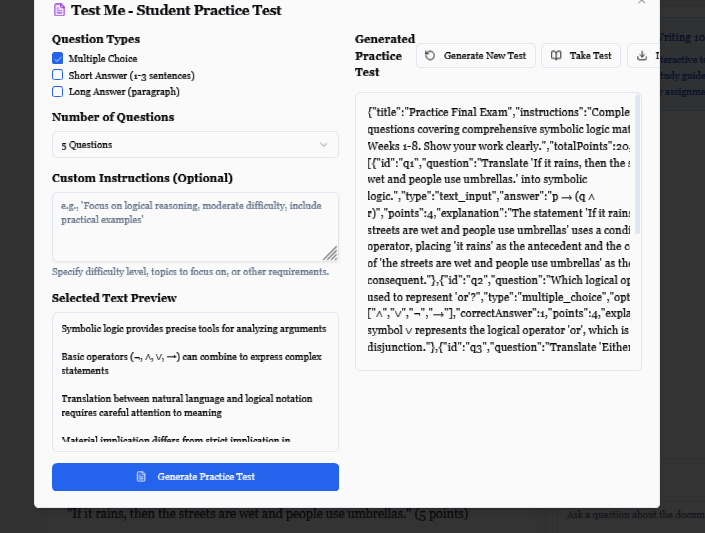 Test Me - Student Practice Test
Question Types
Multiple Choice
Short Answer (1-3 sentences)
Long Answer (paragraph)
Number of Questions
5 Questions
Custom Instructions (Optional)
e.g., 'Focus on logical reasoning, moderate difficulty, include
practical examples'
Specify difficulty level, topics to focus on, or other requirements.
Selected Text Preview
Symbolic logic provides precise tools for analyzing arguments
Basic operators (¬, ∧, ∨, →) can combine to express complex
statements
Translation between natural language and logical notation
requires careful attention to meaning
Material implication differs from strict implication in
Generate Practice Test
Generated
Practice
Test
Generate New Test
Take Test
{"title":"Practice Final Exam","instructions":"Comple
questions covering comprehensive symbolic logic mat
Weeks 1-8. Show your work clearly.","totalPoints":20,
[{"id":"q1","question":"Translate 'If it rains, then the s
wet and people use umbrellas.' into symbolic
logic.","type":"text_input","answer":"p → (q ∧
r)","points":4,"explanation":"The statement 'If it rains
streets are wet and people use umbrellas' uses a condi
operator, placing 'it rains' as the antecedent and the c
of 'the streets are wet and people use umbrellas' as the
consequent."},{"id":"q2","question":"Which logical op
used to represent 'or'?","type":"multiple_choice","opt
["∧","∨","¬","→"],"correctAnswer":1,"points":4,"expla
symbol ∨ represents the logical operator 'or', which is
disjunction."},{"id":"q3","question":"Translate 'Either
Writing 10
teractive t
tudy guide
assignme
"If it rains, then the streets are wet and people use umbrellas." (5 points)
Ask a question about the docum